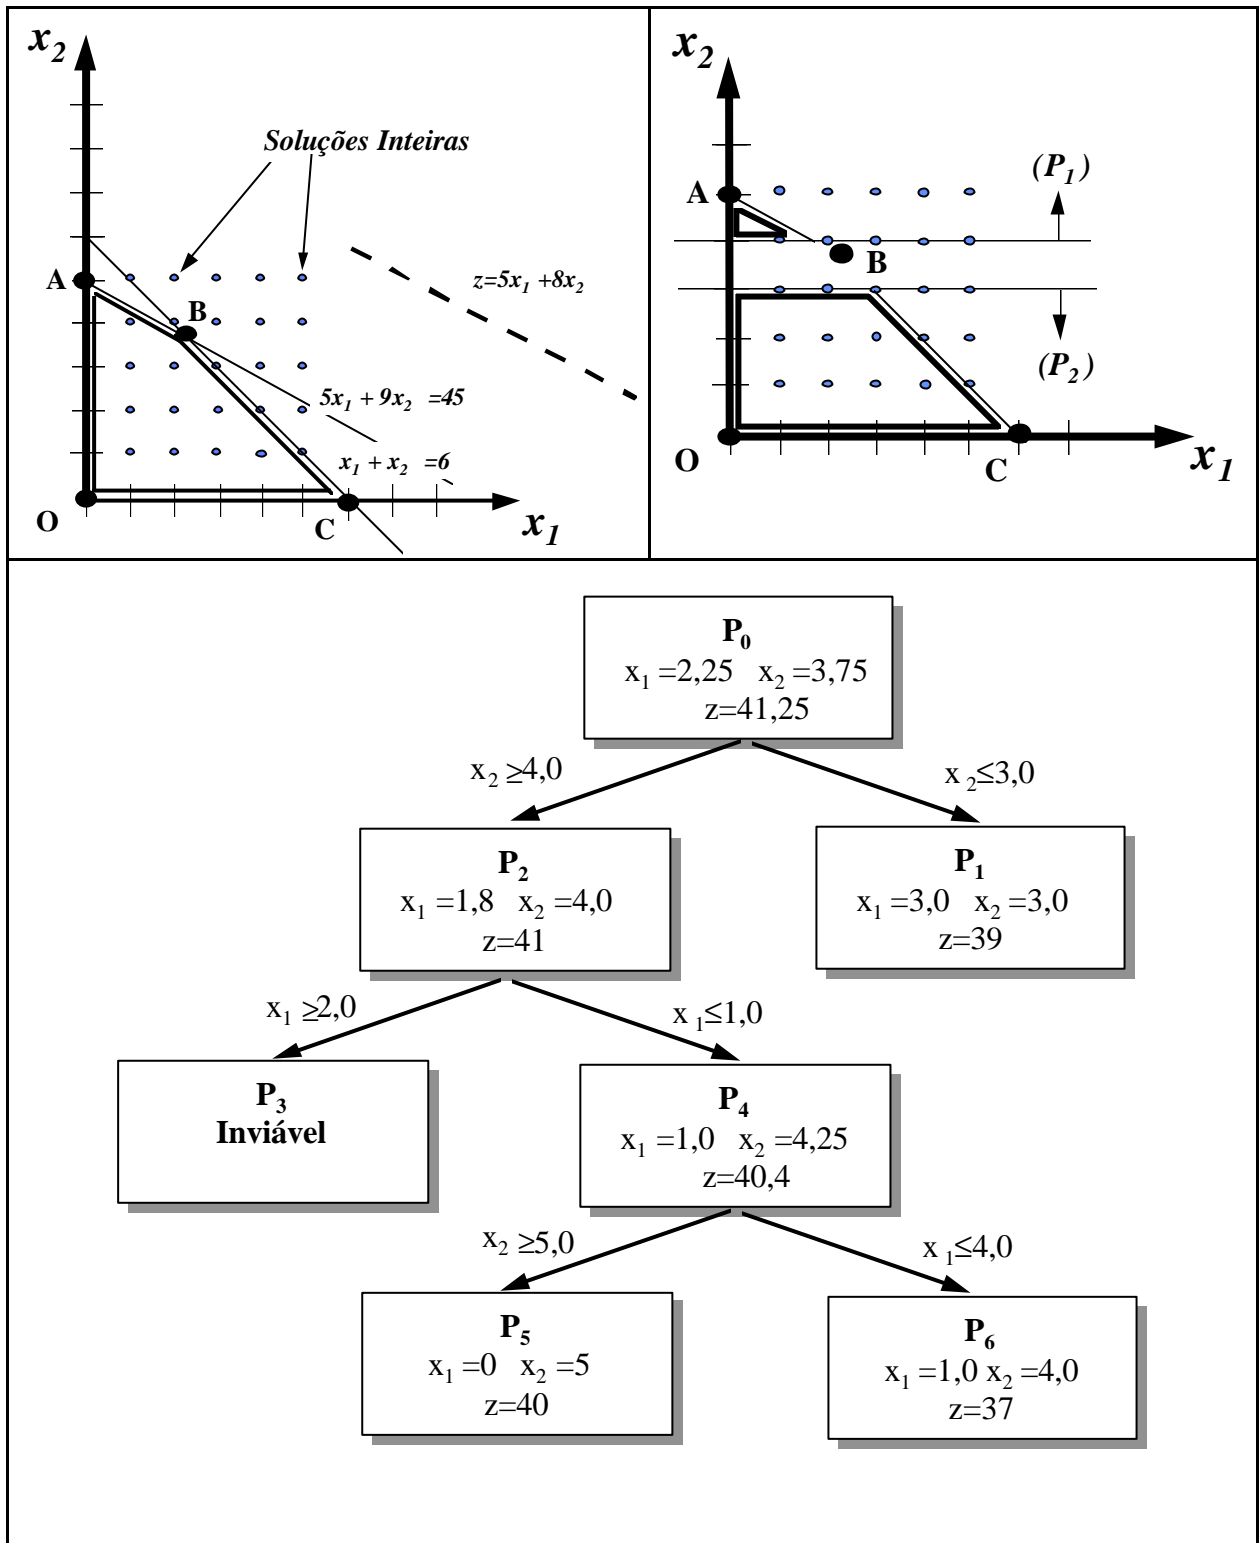 x₂
Soluções Inteiras
A
B
z=5x₁ +8x₂
5x₁ + 9x₂ =45
x₁ + x₂ =6
O
C
x₁
x₂
(P₁)
A
B
(P₂)
O
C
x₁
P₀
x₁ =2,25 x₂ =3,75
z=41,25
x₂ ≥4,0
x ₂≤3,0
P₂
x₁ =1,8 x₂ =4,0
z=41
P₁
x₁ =3,0 x₂ =3,0
z=39
x₁ ≥2,0
x ₁≤1,0
P₃
Inviável
P₄
x₁ =1,0 x₂ =4,25
z=40,4
x₂ ≥5,0
x ₁≤4,0
P₅
x₁ =0 x₂ =5
z=40
P₆
x₁ =1,0 x₂ =4,0
z=37